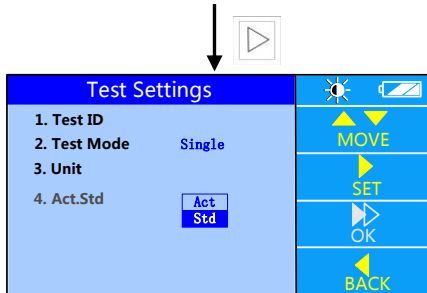 Test Settings
1. Test ID
2. Test Mode Single
3. Unit
4. Act.Std Act
Std
MOVE
SET
OK
BACK